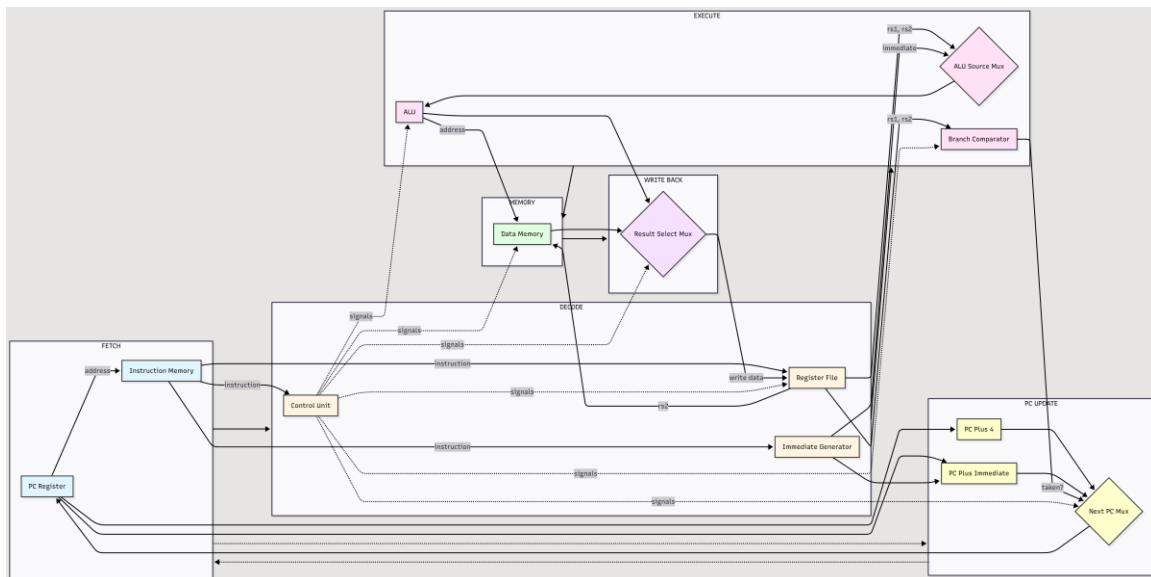 EXECUTE
rs1, rs2
immediate
ALU Source Mux
ALU
address
rs1, rs2
Branch Comparator
WRITE BACK
MEMORY
Data Memory
Result Select Mux
DECODE
signals
signals
signals
FETCH
address
Instruction Memory
instruction
instruction
Control Unit
signals
write data
Register File
rs2
PC UPDATE
PC Plus 4
instruction
Immediate Generator
signals
PC Plus Immediate
PC Register
taken?
signals
Next PC Mux